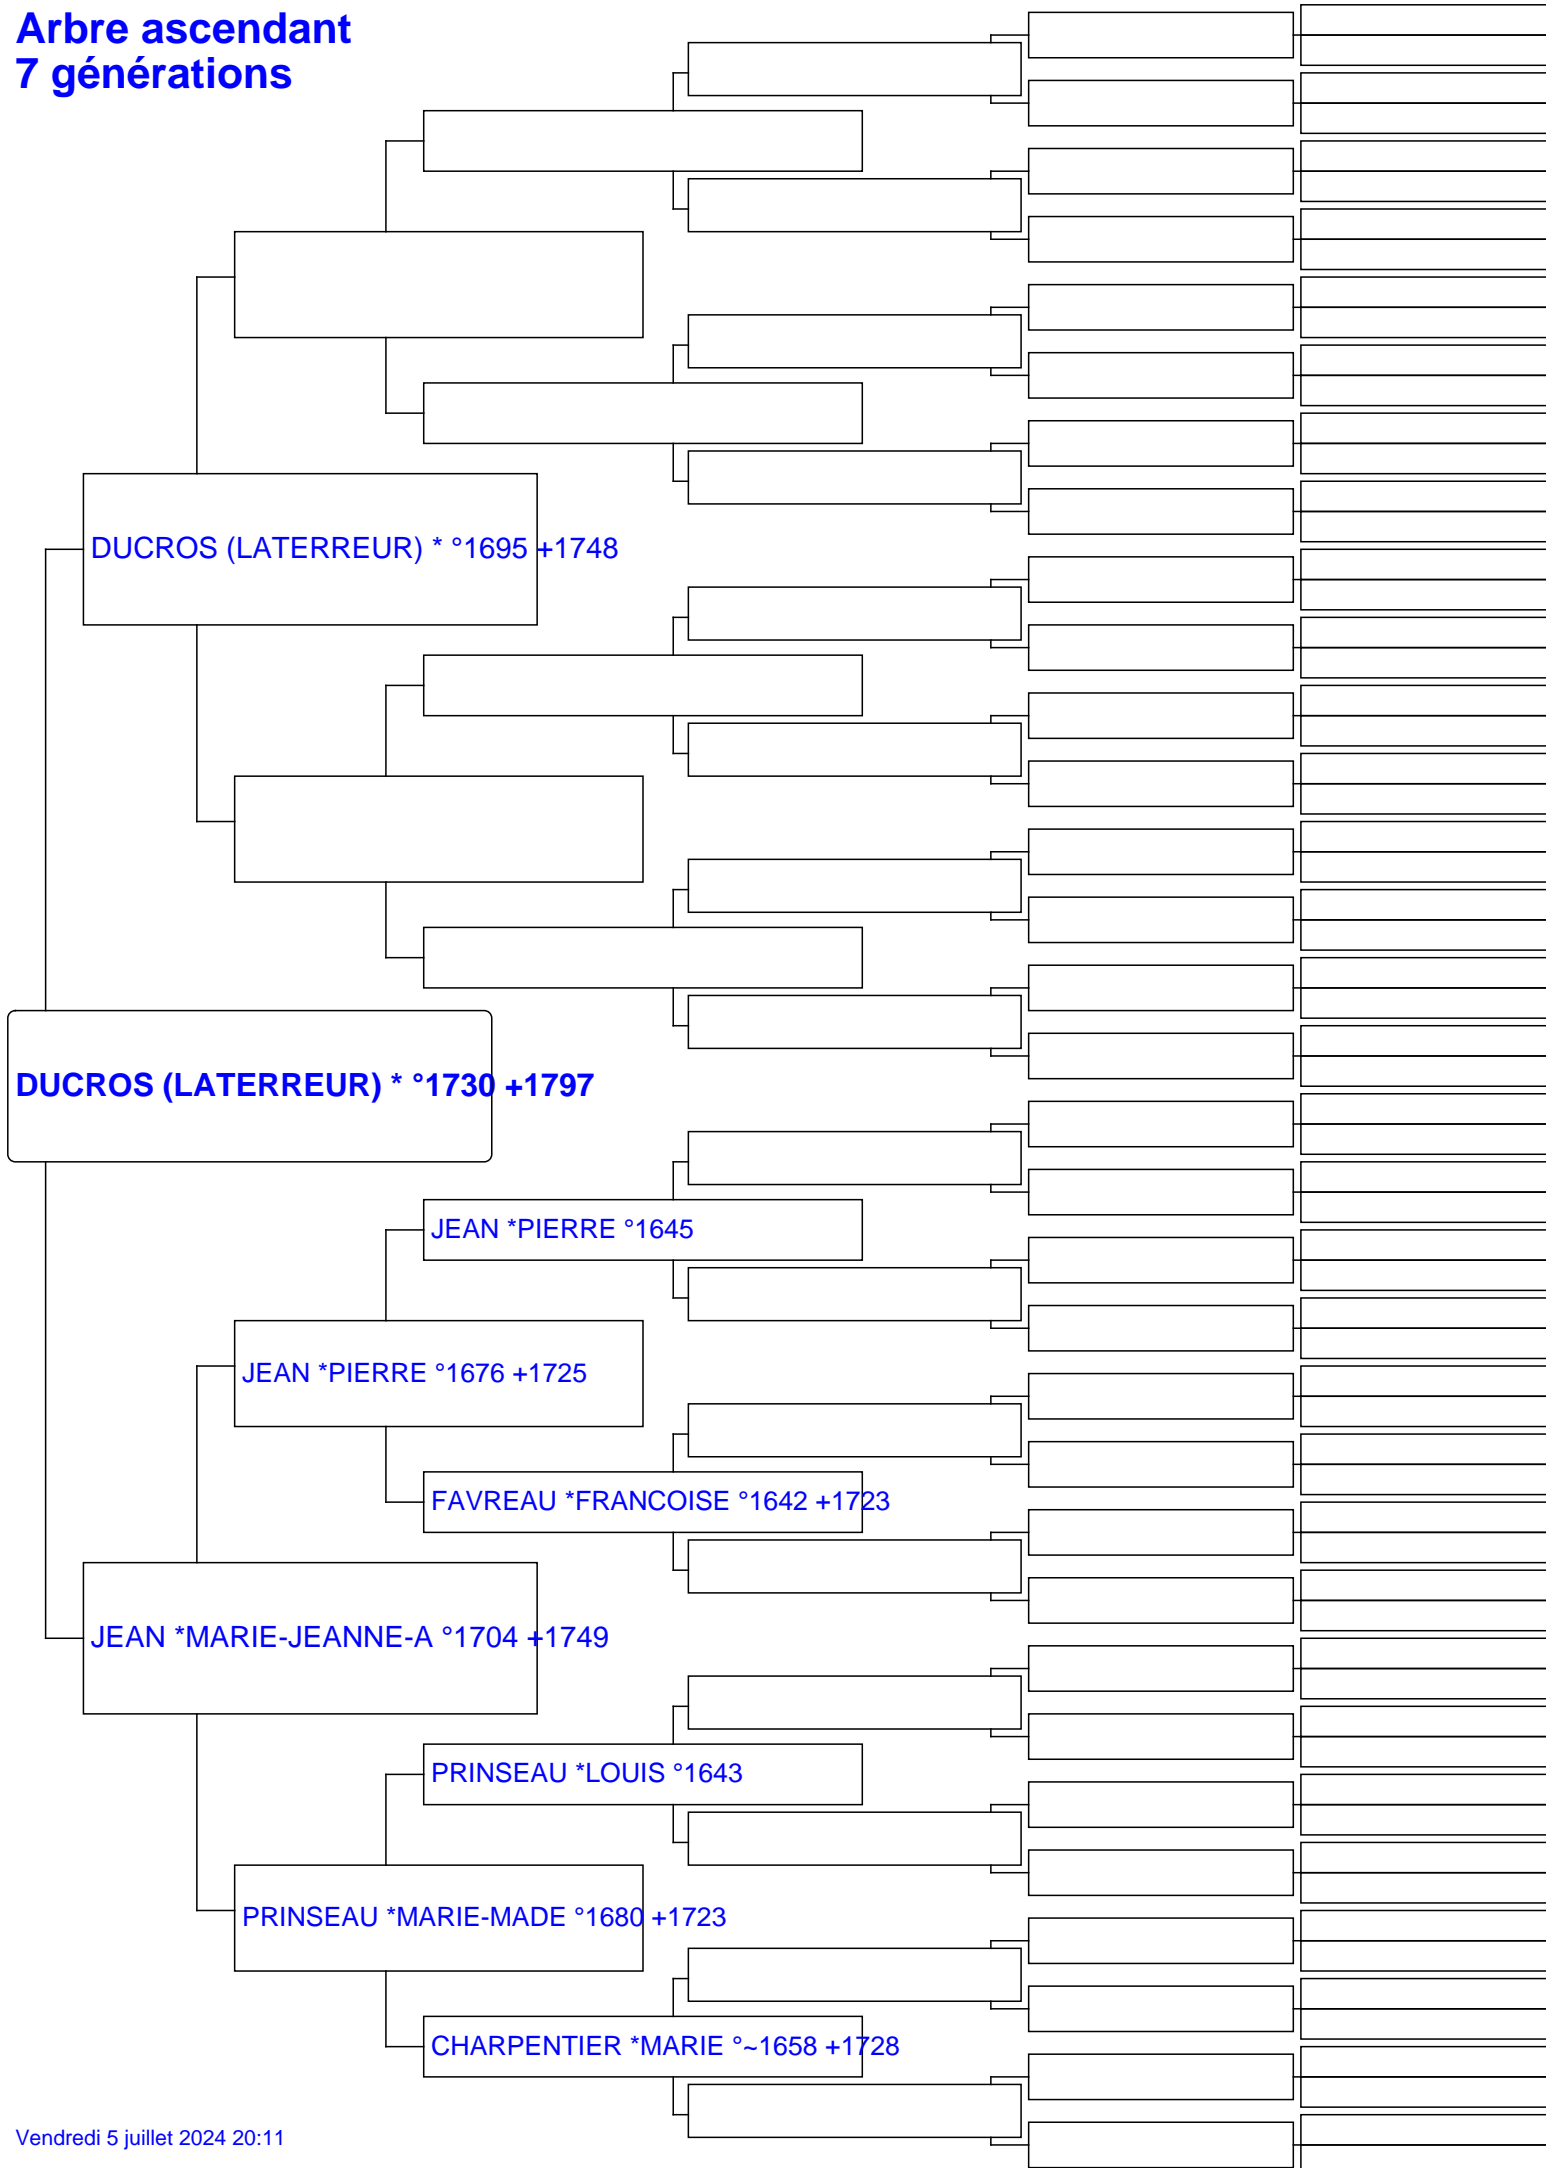 Arbre ascendant
7 générations
DUCROS (LATERREUR) * °1695 +1748
DUCROS (LATERREUR) * °1730 +1797
JEAN *PIERRE °1645
JEAN *PIERRE °1676 +1725
FAVREAU *FRANCOISE °1642 +1723
JEAN *MARIE-JEANNE-A °1704 +1749
PRINSEAU *LOUIS °1643
PRINSEAU *MARIE-MADE °1680 +1723
CHARPENTIER *MARIE °~1658 +1728
Vendredi 5 juillet 2024 20:11